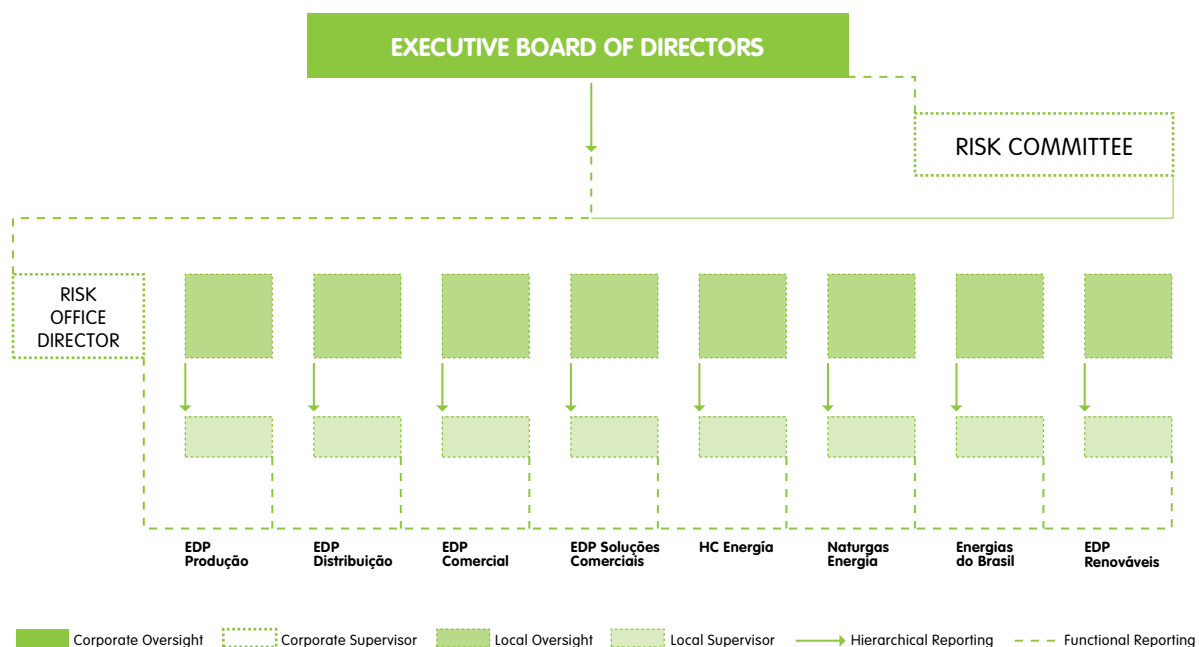 EXECUTIVE BOARD OF DIRECTORS
RISK COMMITTEE
RISK
OFFICE
DIRECTOR
EDP
Produção
EDP
Distribuição
EDP
Comercial
EDP Soluções
Comerciais
HC Energía
Naturgas
Energia
Energias
do Brasil
EDP
Renováveis
Corporate Oversight
Corporate Supervisor
Local Oversight
Local Supervisor
Hierarchical Reporting
Functional Reporting